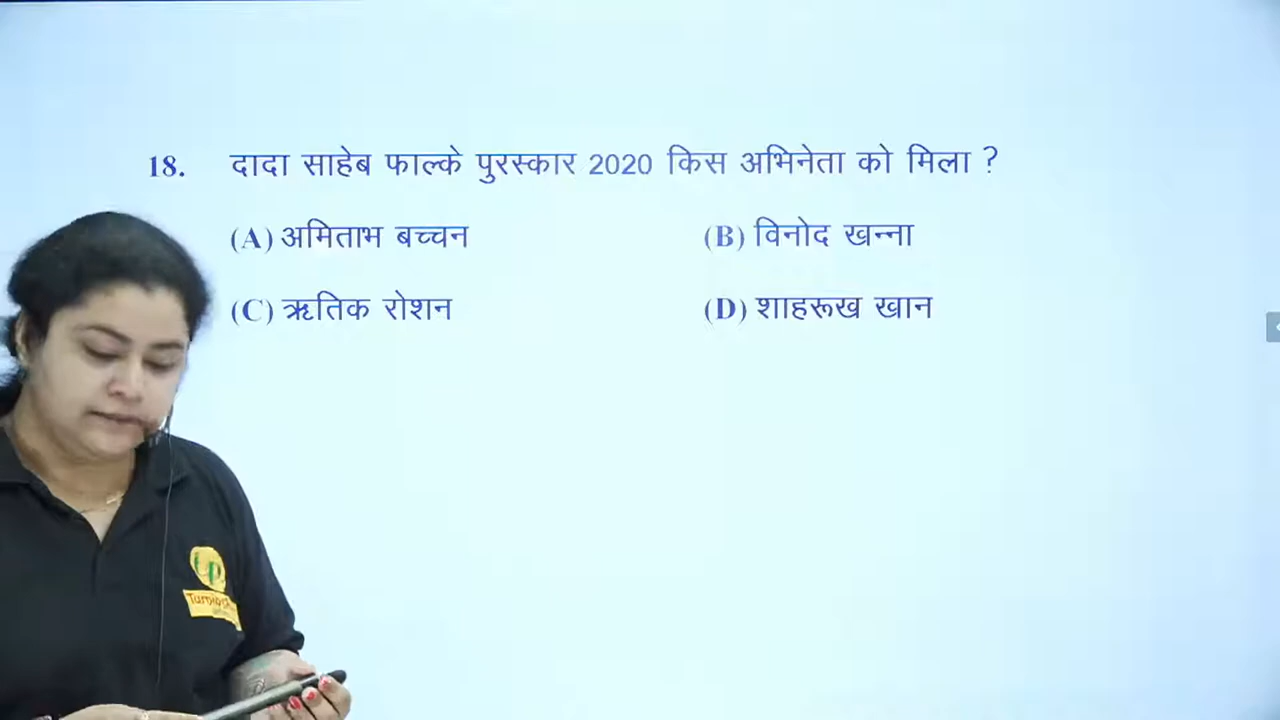 18. दादा साहेब फाल्के पुरस्कार 2020 किस अभिनेता को मिला ?
(A) अमिताभ बच्चन (B) विनोद खन्ना
(C) ऋतिक रोशन (D) शाहरूख खान